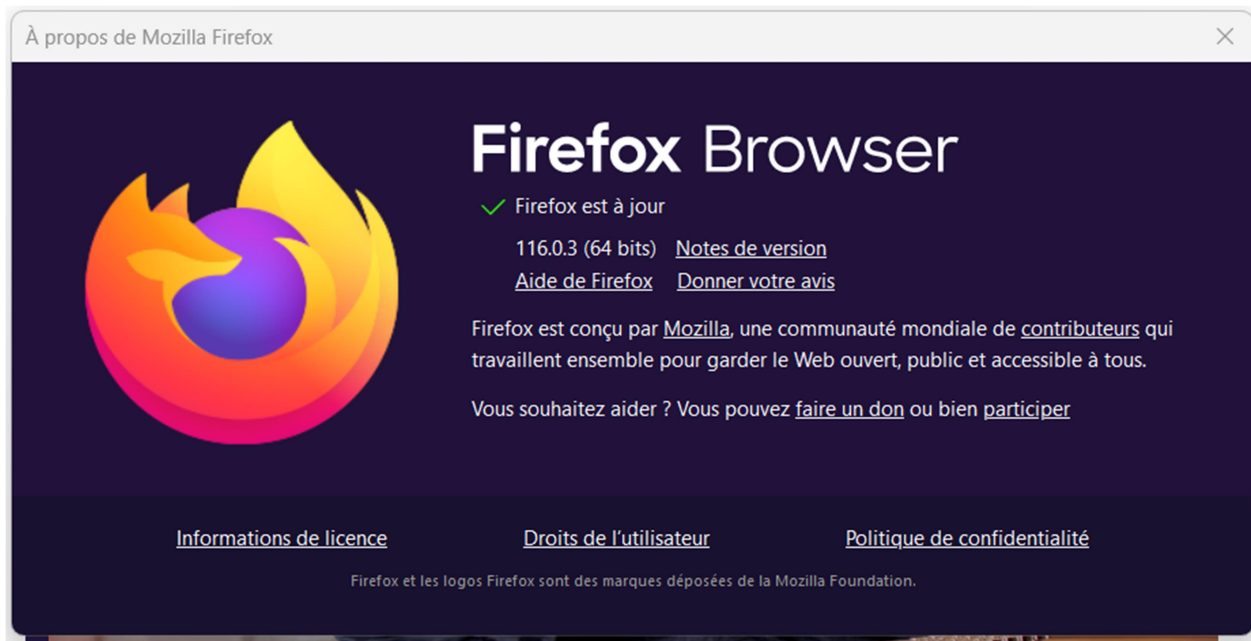 À propos de Mozilla Firefox
Firefox Browser
Firefox est à jour
116.0.3 (64 bits) Notes de version
Aide de Firefox Donner votre avis
Firefox est conçu par Mozilla, une communauté mondiale de contributeurs qui
travaillent ensemble pour garder le Web ouvert, public et accessible à tous.
Vous souhaitez aider ? Vous pouvez faire un don ou bien participer
Informations de licence Droits de l’utilisateur Politique de confidentialité
Firefox et les logos Firefox sont des marques déposées de la Mozilla Foundation.